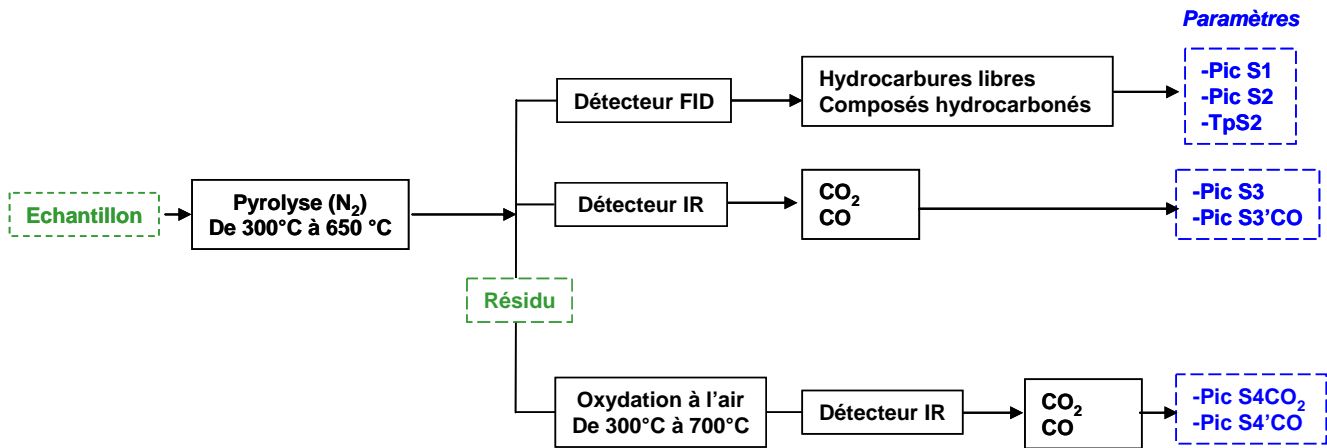 Paramètres
Détecteur FID
Hydrocarbures libres
Composés hydrocarbonés
-Pic S1
-Pic S2
-TpS2
Echantillon
Pyrolyse (N₂)
De 300°C à 650 °C
Détecteur IR
CO₂
CO
-Pic S3
-Pic S3’CO
Résidu
Oxydation à l’air
De 300°C à 700°C
Détecteur IR
CO₂
CO
-Pic S4CO₂
-Pic S4’CO